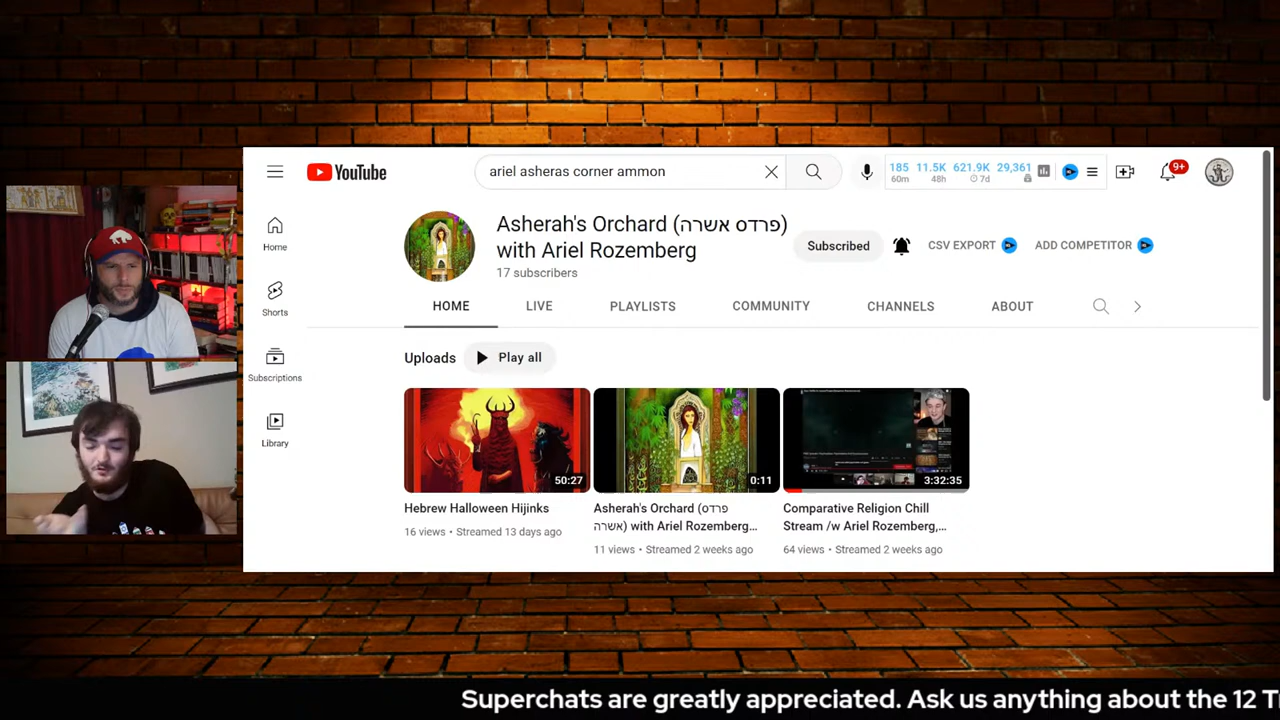 YouTube
ariel asheras corner ammon
185 11.5K 621.9K 29,361
60m 48h 7d
9+
Home
Shorts
Subscriptions
Library
Asherah's Orchard (פרדס אשרה)
with Ariel Rozemberg
17 subscribers
Subscribed
CSV EXPORT
ADD COMPETITOR
HOME LIVE PLAYLISTS COMMUNITY CHANNELS ABOUT
Uploads Play all
50:27
Hebrew Halloween Hijinks
16 views • Streamed 13 days ago
0:11
Asherah's Orchard (פרדס
אשרה) with Ariel Rozemberg...
11 views • Streamed 2 weeks ago
3:32:35
Comparative Religion Chill
Stream /w Ariel Rozemberg,...
64 views • Streamed 2 weeks ago
Superchats are greatly appreciated. Ask us anything about the 12 T